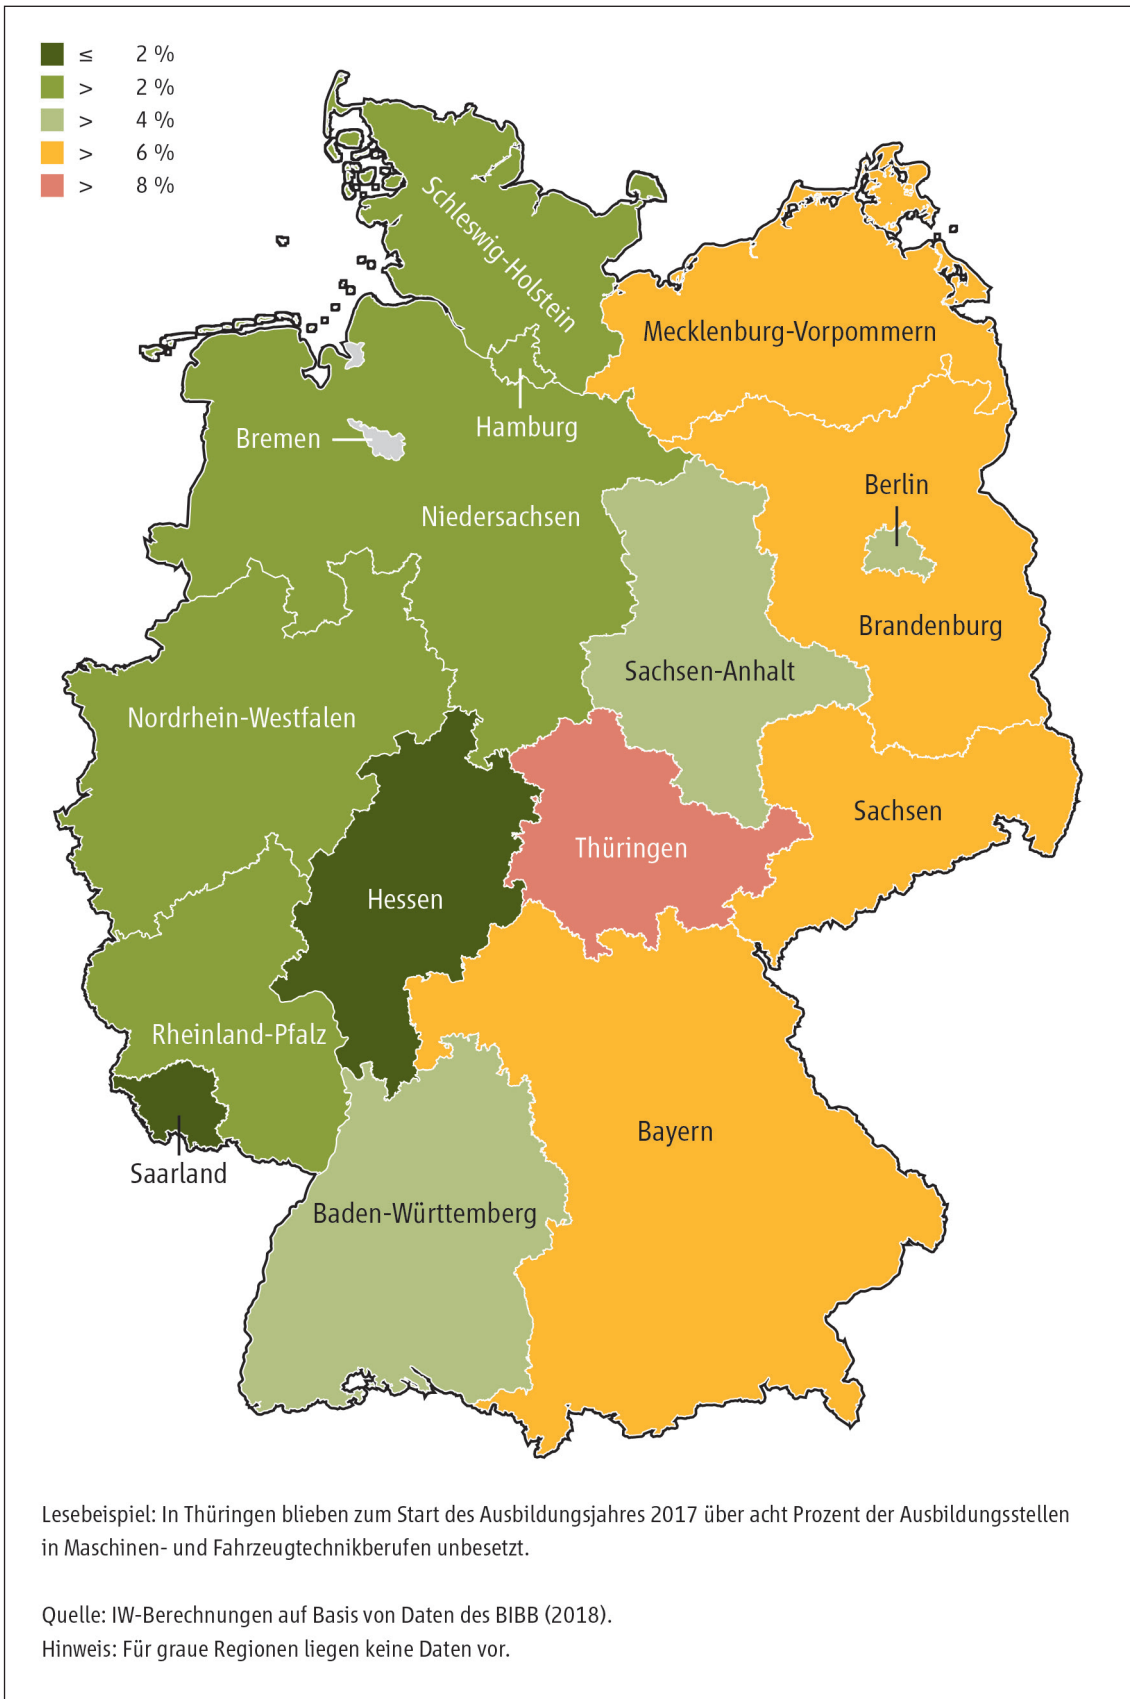 ≤ 2 %
> 2 %
> 4 %
> 6 %
> 8 %
Schleswig-Holstein
Mecklenburg-Vorpommern
Hamburg
Bremen
Berlin
Niedersachsen
Brandenburg
Sachsen-Anhalt
Nordrhein-Westfalen
Sachsen
Thüringen
Hessen
Rheinland-Pfalz
Bayern
Saarland
Baden-Württemberg
Lesebeispiel: In Thüringen blieben zum Start des Ausbildungsjahres 2017 über acht Prozent der Ausbildungsstellen
in Maschinen- und Fahrzeugtechnikberufen unbesetzt.
Quelle: IW-Berechnungen auf Basis von Daten des BIBB (2018).
Hinweis: Für graue Regionen liegen keine Daten vor.